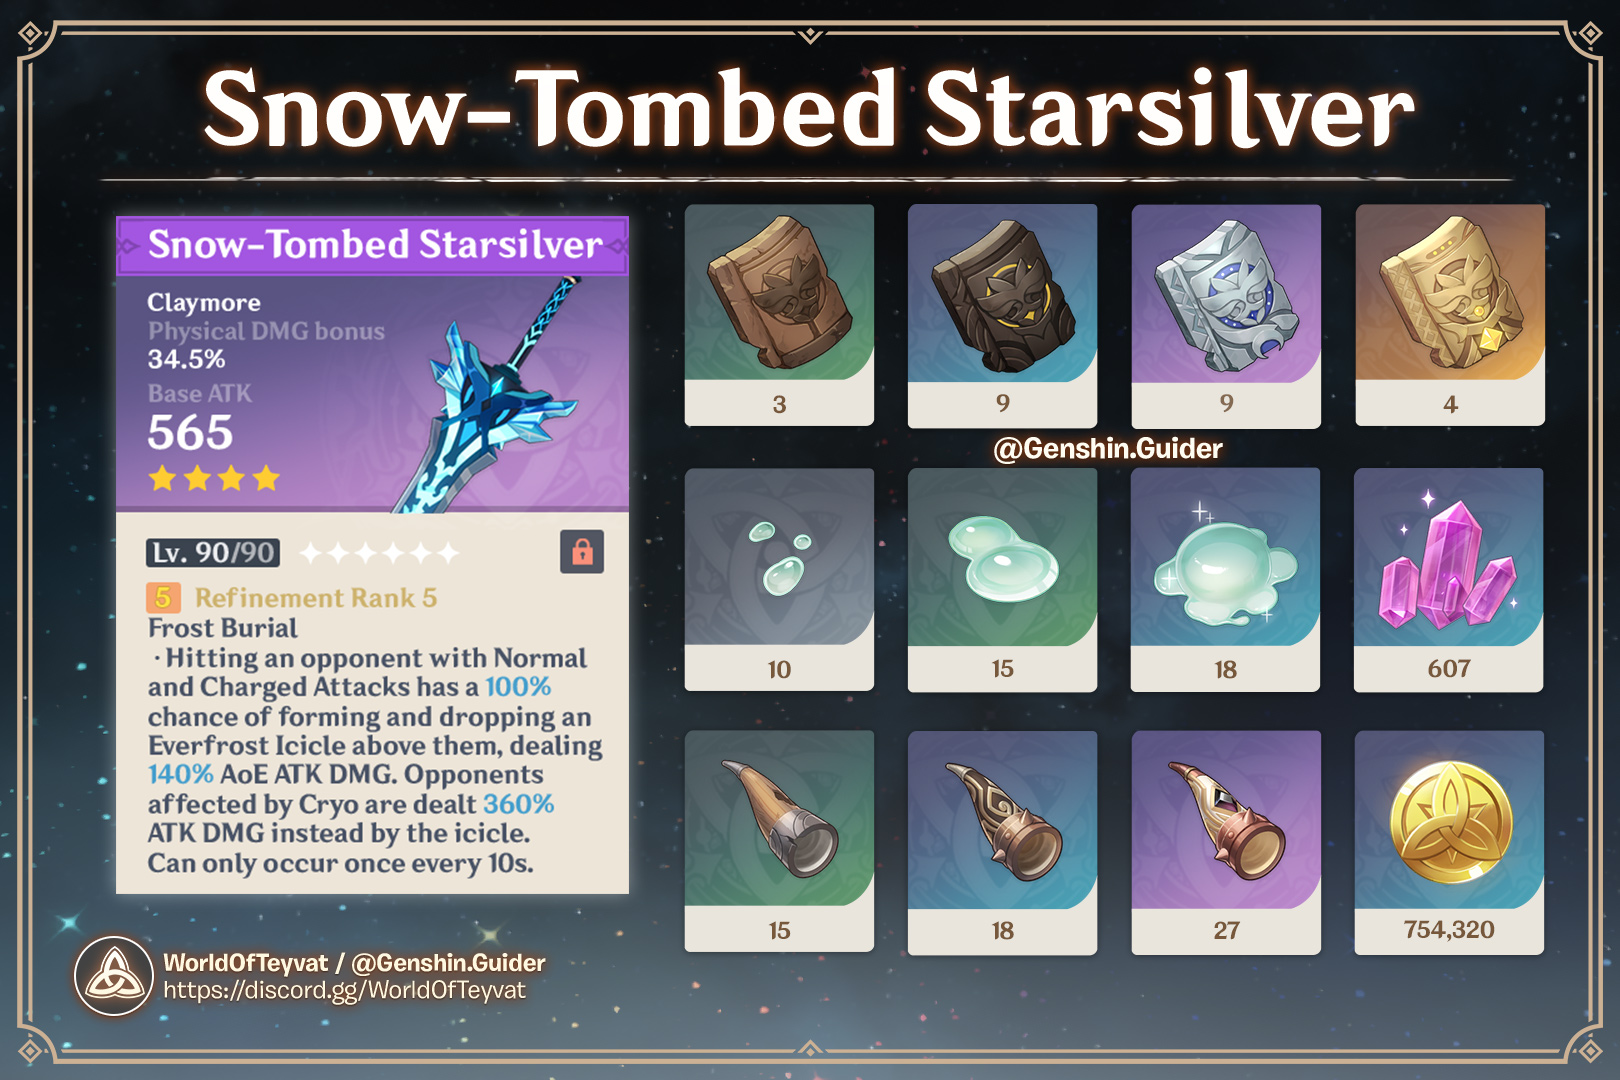 Snow-Tombed Starsilver
Snow-Tombed Starsilver
Claymore
Physical DMG bonus
34.5%
Base ATK
565
Lv. 90/90
5 Refinement Rank 5
Frost Burial
· Hitting an opponent with Normal
and Charged Attacks has a 100%
chance of forming and dropping an
Everfrost Icicle above them, dealing
140% AoE ATK DMG. Opponents
affected by Cryo are dealt 360%
ATK DMG instead by the icicle.
Can only occur once every 10s.
3 9 9 4
@Genshin.Guider
10 15 18 607
15 18 27 754,320
WorldOfTeyvat / @Genshin.Guider
https://discord.gg/WorldOfTeyvat